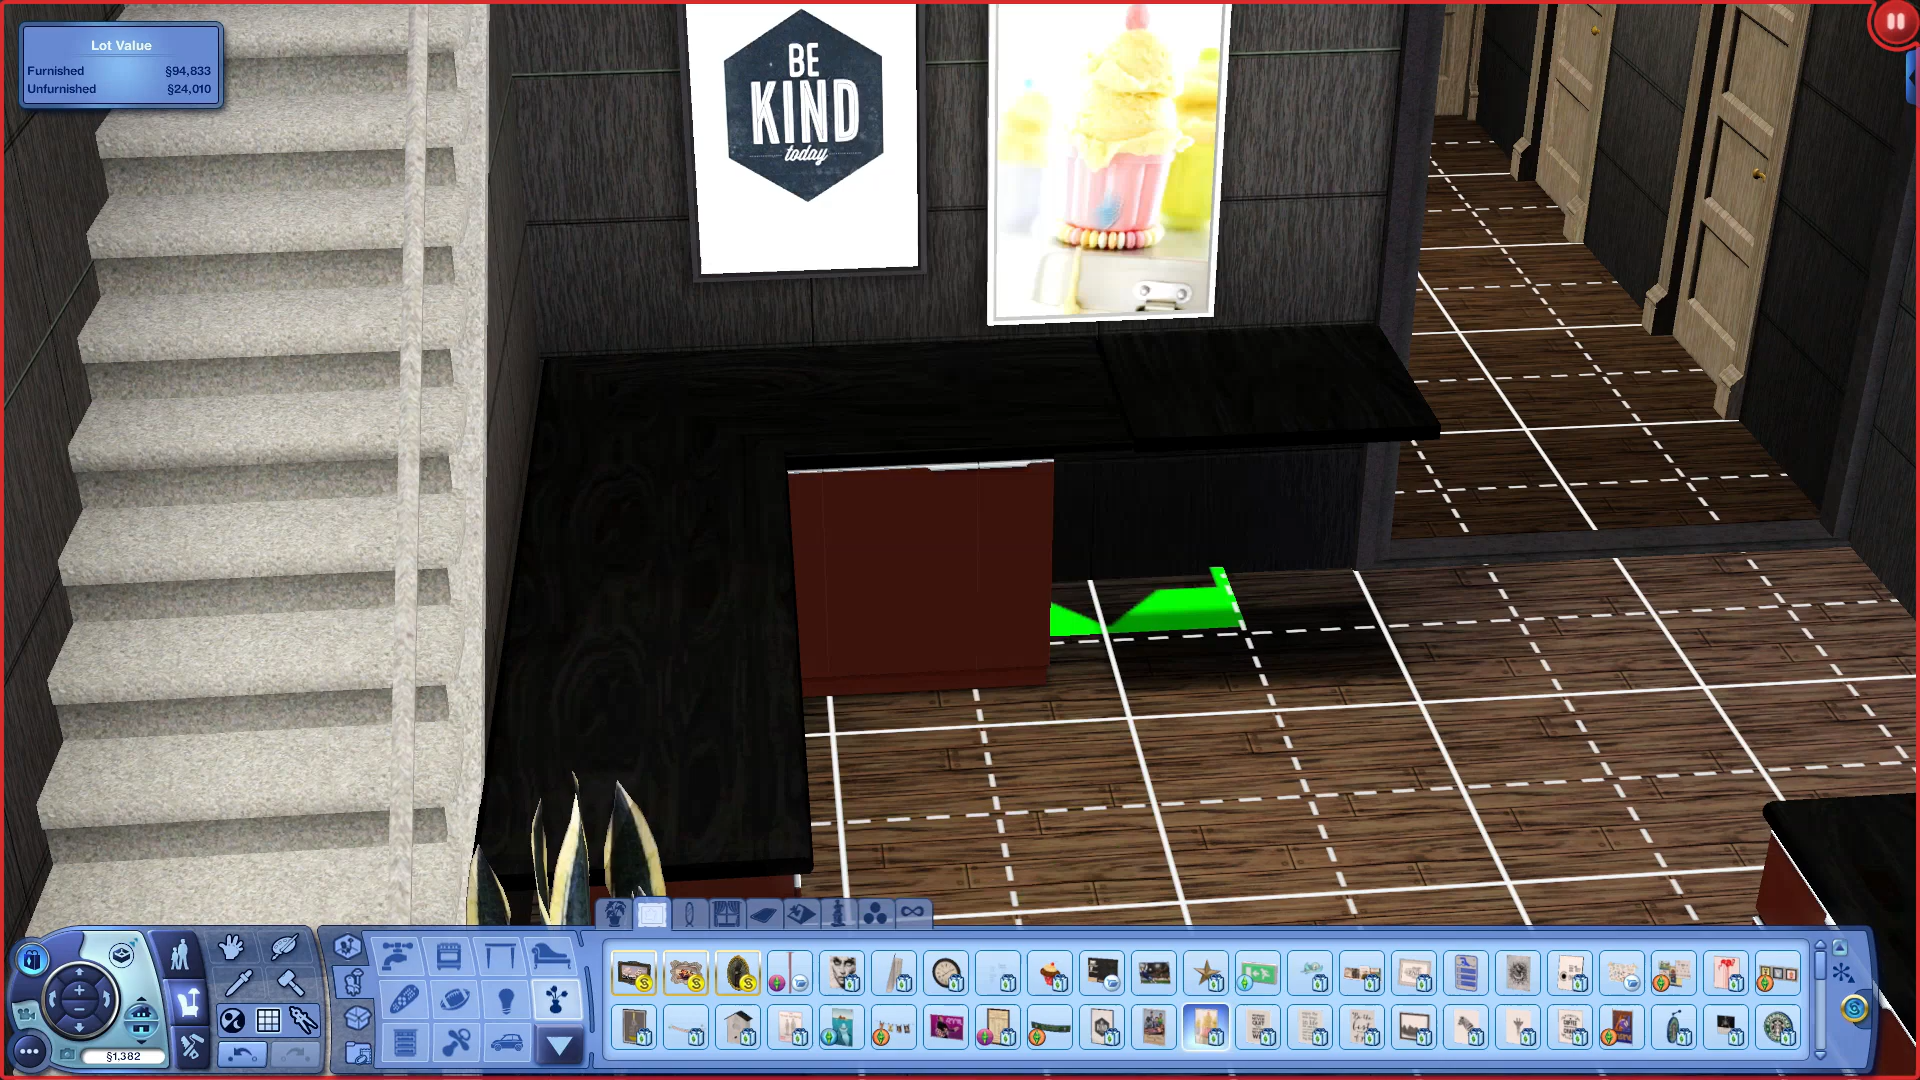 Lot Value
Furnished §94,833
Unfurnished §24,010
BE
KIND
today
§1,382